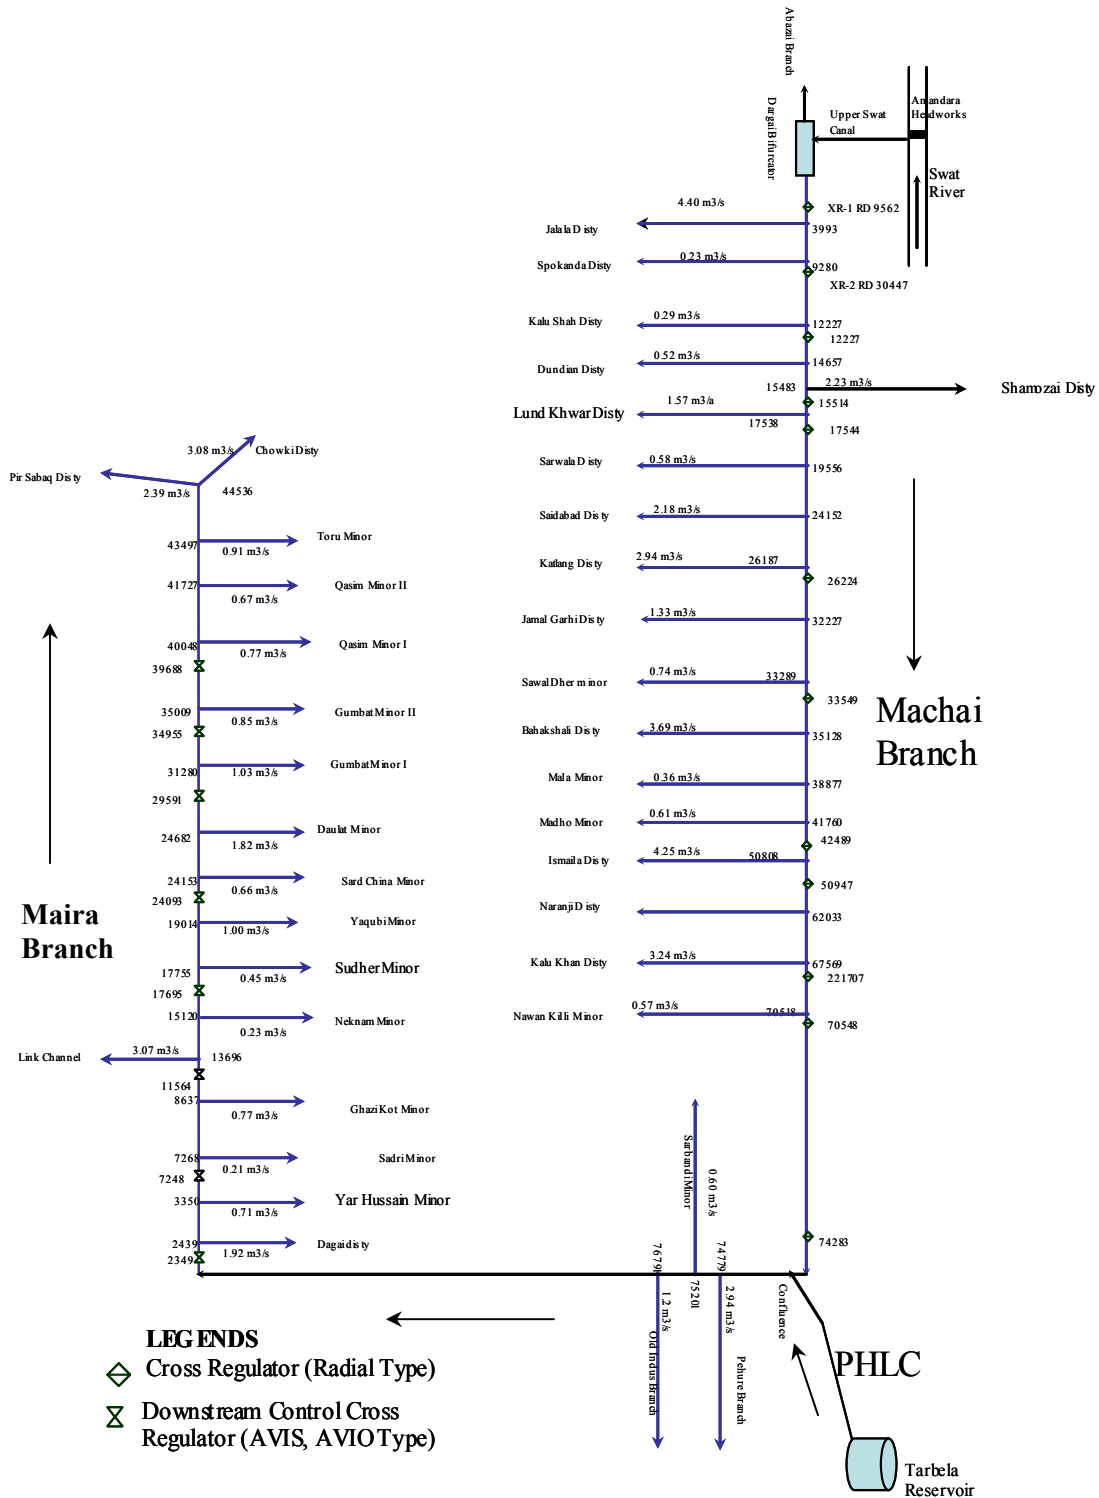 Abazai Branch
Dargai Bifurcator
Upper Swat
Canal
Amandara
Headworks
Swat
River
XR-1 RD 9562
4.40 m3/s
Jalala Disty
3993
0.23 m3/s
Spokanda Disty
9280
XR-2 RD 30447
0.29 m3/s
Kalu Shah Disty
12227
12227
0.52 m3/s
Dundian Disty
14657
15483
2.23 m3/s
Shamozai Disty
1.57 m3/a
15514
Lund Khwar Disty
17538
17544
Sarwala Disty
0.58 m3/s
19556
Saidabad Disty
2.18 m3/s
24152
Katlang Disty
2.94 m3/s
26187
26224
Jamal Garhi Disty
1.33 m3/s
32227
Sawal Dher minor
0.74 m3/s
33289
33549
Machai
Branch
Bahakshali Disty
3.69 m3/s
35128
Mala Minor
0.36 m3/s
38877
Madho Minor
0.61 m3/s
41760
42489
Ismaila Disty
4.25 m3/s
50808
50947
Naranji Disty
62033
Kalu Khan Disty
3.24 m3/s
67569
221707
Nawan Killi Minor
0.57 m3/s
70518
70548
74283
3.08 m3/s
Chowki Disty
Pir Sabaq Disty
2.39 m3/s
44536
43497
0.91 m3/s
Toru Minor
41727
0.67 m3/s
Qasim Minor II
40048
0.77 m3/s
Qasim Minor I
39688
35009
0.85 m3/s
Gumbat Minor II
34955
31280
1.03 m3/s
Gumbat Minor I
29591
24682
1.82 m3/s
Daulat Minor
24153
0.66 m3/s
Sard China Minor
24093
19014
1.00 m3/s
Yaqubi Minor
Maira
Branch
17755
0.45 m3/s
Sudher Minor
17695
15120
0.23 m3/s
Neknam Minor
Link Channel
3.07 m3/s
13696
11564
8637
0.77 m3/s
Ghazi Kot Minor
7268
0.21 m3/s
Sadri Minor
7248
3350
0.71 m3/s
Yar Hussain Minor
2439
1.92 m3/s
Dagai disty
2349
Sarbandi Minor
0.60 m3/s
75201
74779
2.94 m3/s
Pehure Branch
1.2 m3/s
Old Indus Branch
Confluence
PHLC
Tarbela
Reservoir
LEGENDS
Cross Regulator (Radial Type)
Downstream Control Cross
Regulator (AVIS, AVIO Type)